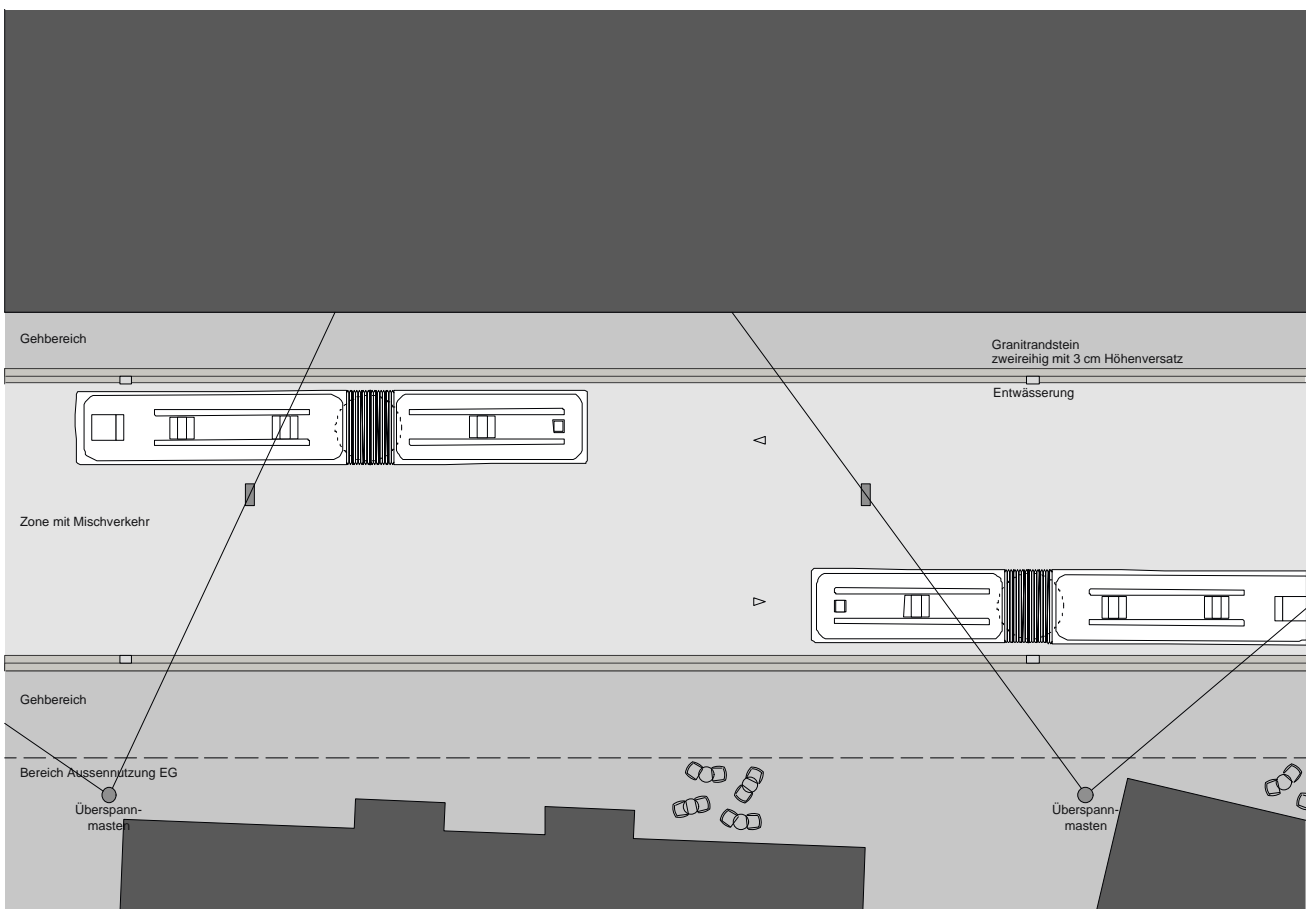 Gehbereich
Granitrandstein
zweireihig mit 3 cm Höhenversatz
Entwässerung
Zone mit Mischverkehr
Gehbereich
Bereich Aussennutzung EG
Überspann-
masten
Überspann-
masten